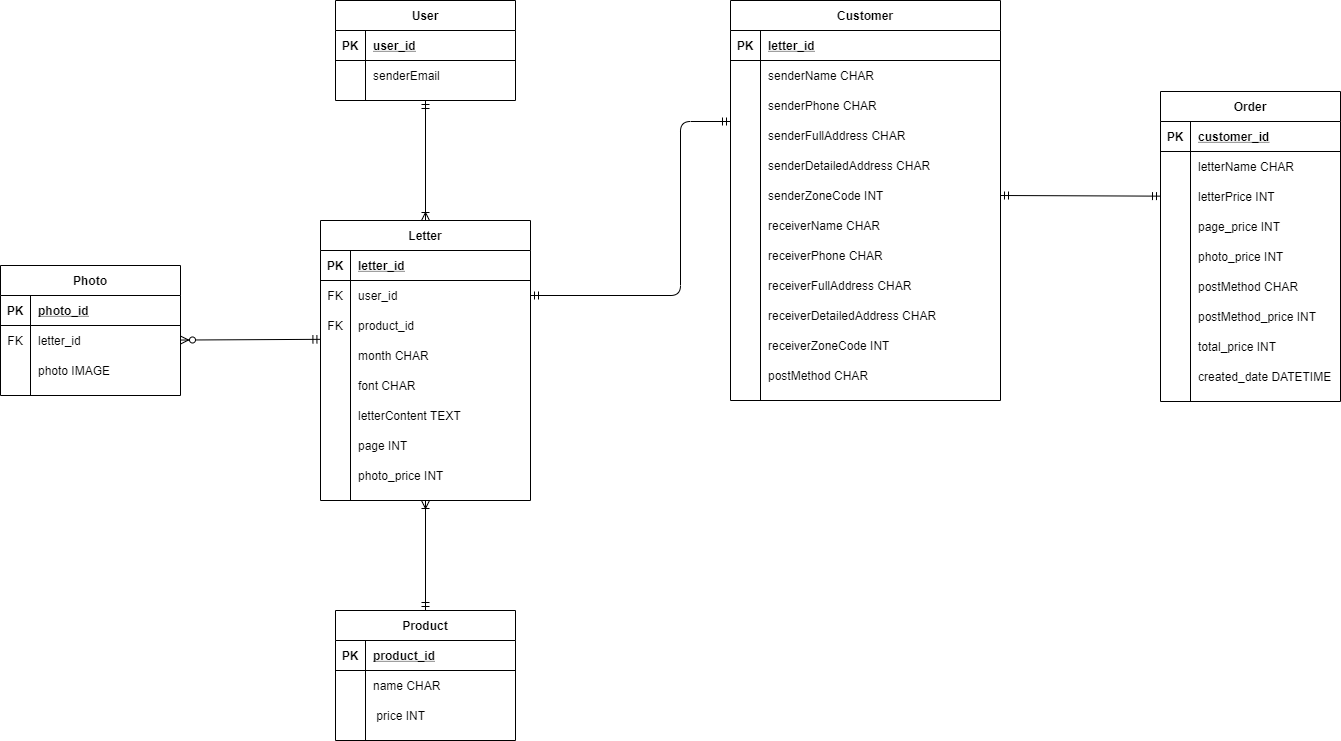 User
PK user_id
senderEmail
Customer
PK letter_id
senderName CHAR
senderPhone CHAR
senderFullAddress CHAR
senderDetailedAddress CHAR
senderZoneCode INT
receiverName CHAR
receiverPhone CHAR
receiverFullAddress CHAR
receiverDetailedAddress CHAR
receiverZoneCode INT
postMethod CHAR
Order
PK customer_id
letterName CHAR
letterPrice INT
page_price INT
photo_price INT
postMethod CHAR
postMethod_price INT
total_price INT
created_date DATETIME
Letter
PK letter_id
FK user_id
FK product_id
month CHAR
font CHAR
letterContent TEXT
page INT
photo_price INT
Photo
PK photo_id
FK letter_id
photo IMAGE
Product
PK product_id
name CHAR
price INT